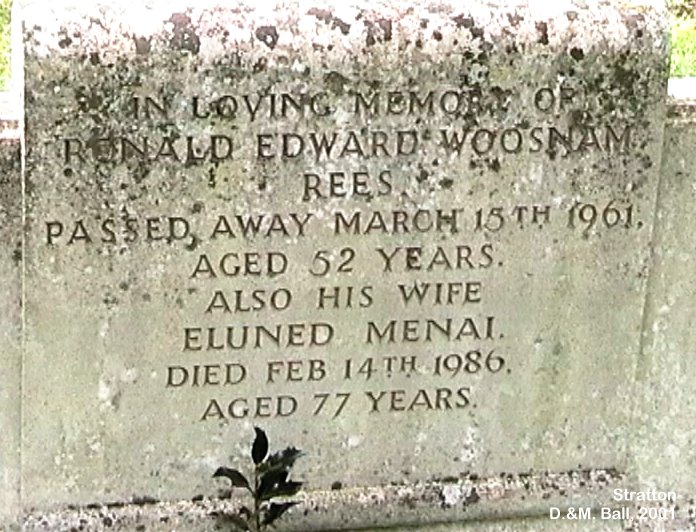 IN LOVING MEMORY OF
RONALD EDWARD WOOSNAM
REES.
PASSED AWAY MARCH 15TH 1961.
AGED 52 YEARS.
ALSO HIS WIFE
ELUNED MENAI.
DIED FEB 14TH 1986.
AGED 77 YEARS.
Stratton
D.&M. Ball, 2001